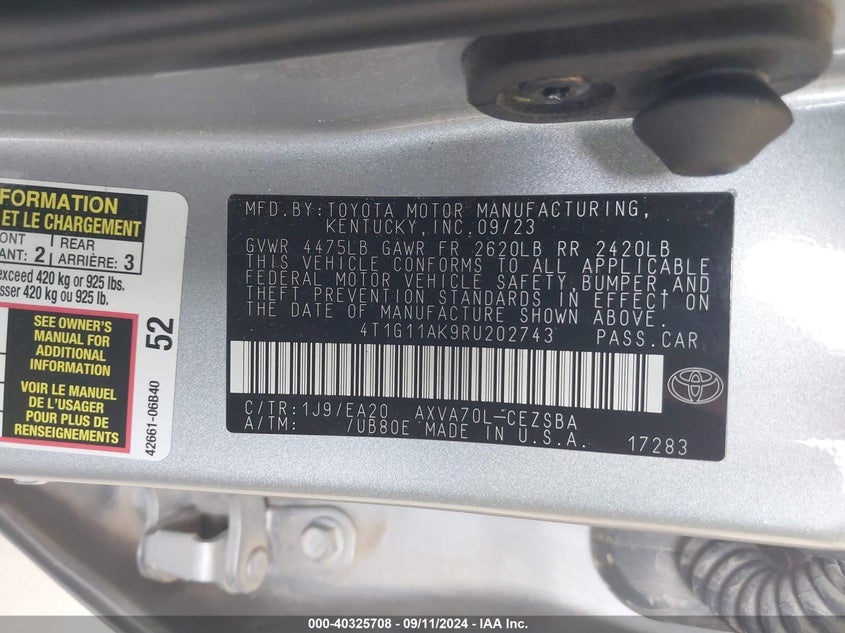 FORMATION
ET LE CHARGEMENT
ONT
ANT: 2
REAR
ARRIÈRE: 3
exceed 420 kg or 925 lbs.
sser 420 kg ou 925 lb.
SEE OWNER'S
MANUAL FOR
ADDITIONAL
INFORMATION
VOIR LE MANUEL
DE L'USAGER
POUR PLUS DE
RENSEIGNEMENTS
52
42661-06B40
MFD.BY:TOYOTA MOTOR MANUFACTURING,
KENTUCKY,INC.09/23
GVWR 4475LB GAWR FR 2620LB RR 2420LB
THIS VEHICLE CONFORMS TO ALL APPLICABLE
FEDERAL MOTOR VEHICLE SAFETY,BUMPER,AND
THEFT PREVENTION STANDARDS IN EFFECT ON
THE DATE OF MANUFACTURE SHOWN ABOVE.
4T1G11AK9RU202743 PASS.CAR
C/TR:1J9/EA20 AXVA70L-CEZSBA
A/TM: 7UB80E MADE IN U.S.A. 17283
000-40325708 - 09/11/2024 - IAA Inc.